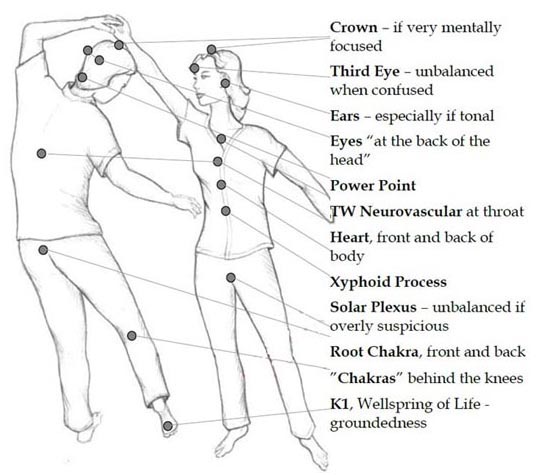 Crown – if very mentally
focused
Third Eye – unbalanced
when confused
Ears – especially if tonal
Eyes “at the back of the
head”
Power Point
TW Neurovascular at throat
Heart, front and back of
body
Xyphoid Process
Solar Plexus – unbalanced if
overly suspicious
Root Chakra, front and back
”Chakras” behind the knees
K1, Wellspring of Life -
groundedness